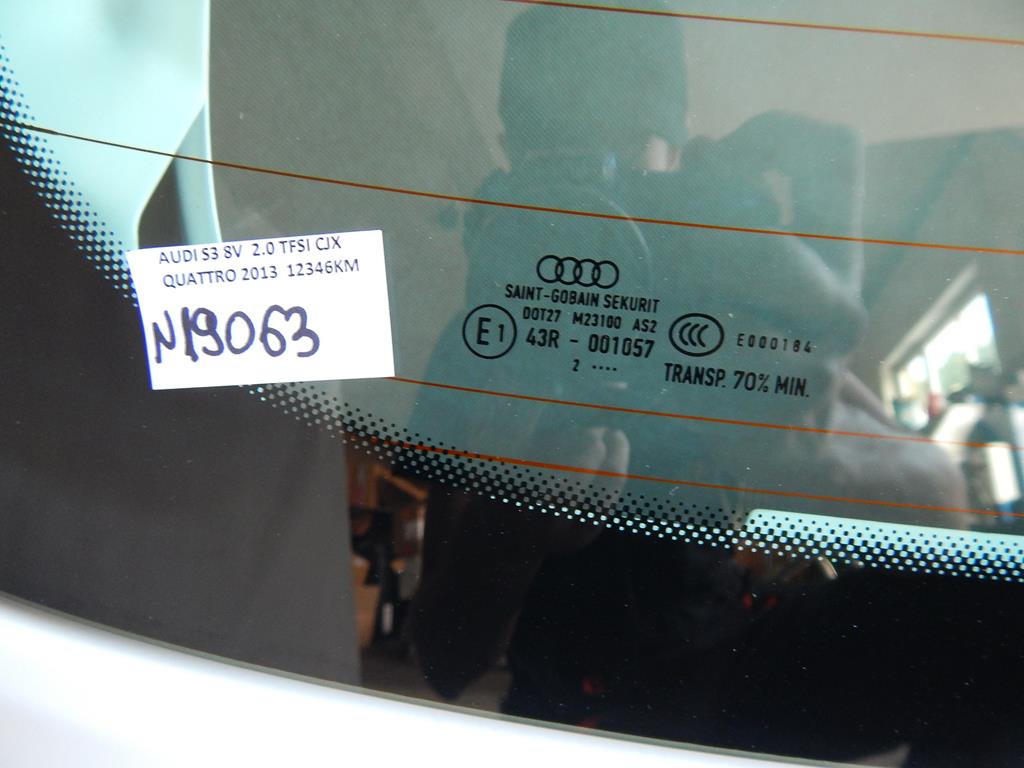 AUDI S3 8V 2.0 TFSI CJX
QUATTRO 2013 12346KM
N19063
SAINT-GOBAIN SEKURIT
DOT27 M23100 AS2
E1 43R - 001057
CCC E000184
2 ....
TRANSP. 70% MIN.